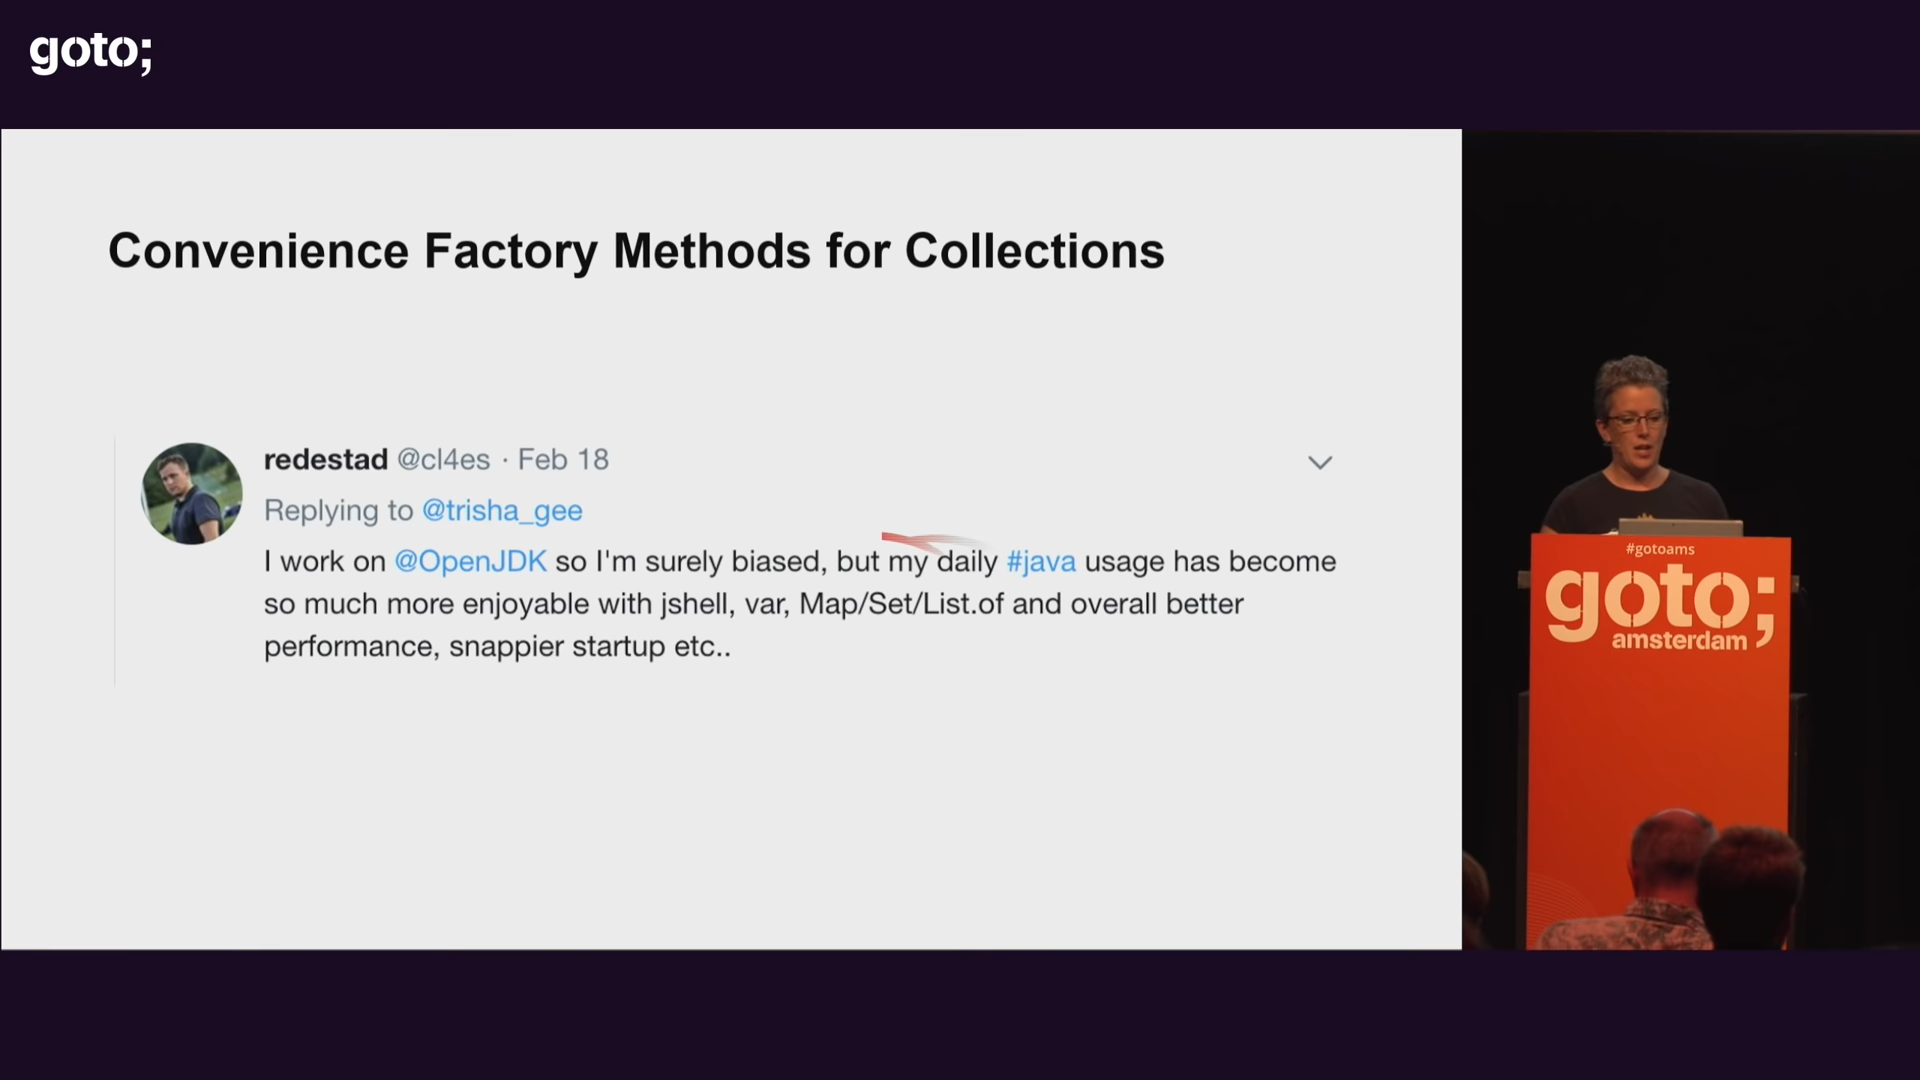 goto;
Convenience Factory Methods for Collections
redestad @cl4es · Feb 18
Replying to @trisha_gee
I work on @OpenJDK so I'm surely biased, but my daily #java usage has become
so much more enjoyable with jshell, var, Map/Set/List.of and overall better
performance, snappier startup etc..
#gotoams
goto;
amsterdam